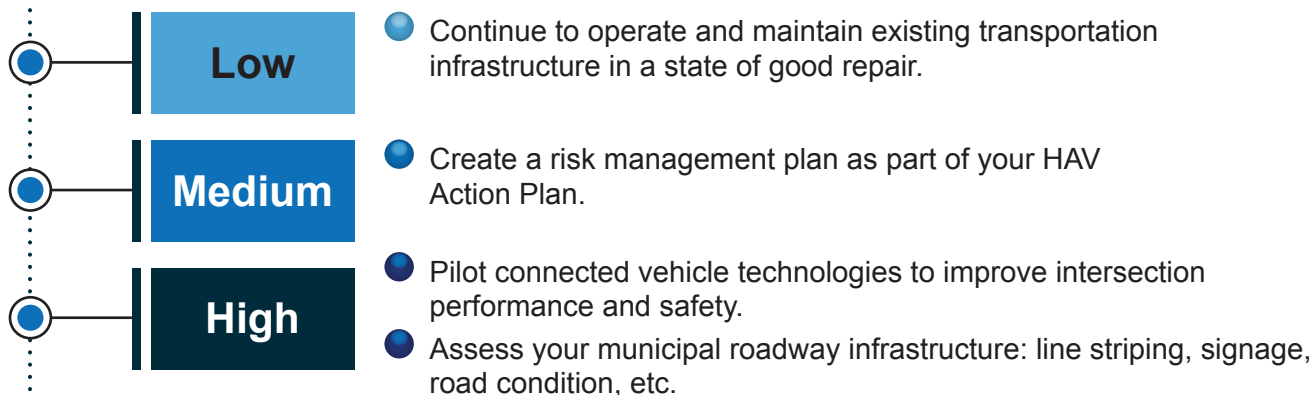 Low
Continue to operate and maintain existing transportation
infrastructure in a state of good repair.
Medium
Create a risk management plan as part of your HAV
Action Plan.
High
Pilot connected vehicle technologies to improve intersection
performance and safety.
Assess your municipal roadway infrastructure: line striping, signage,
road condition, etc.